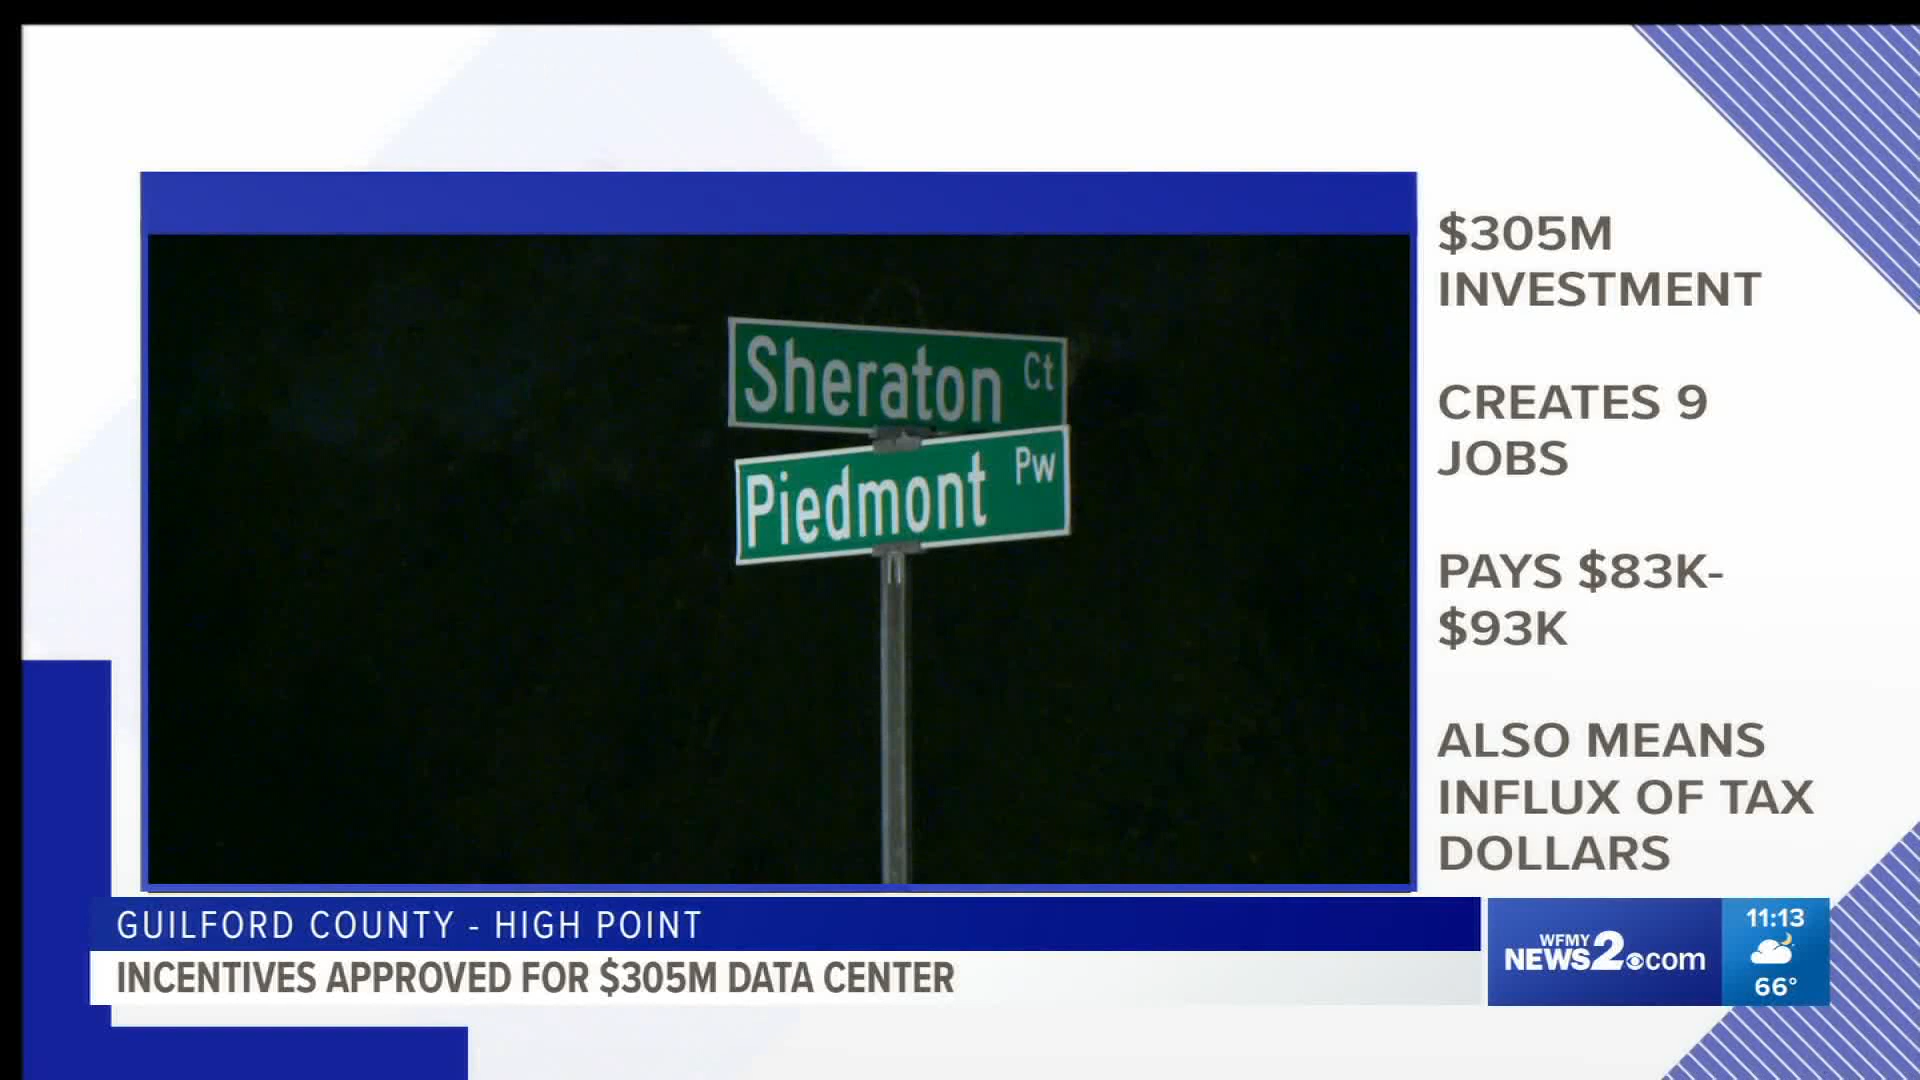 Sheraton Ct
Piedmont Pw
$305M
INVESTMENT
CREATES 9
JOBS
PAYS $83K-
$93K
ALSO MEANS
INFLUX OF TAX
DOLLARS
GUILFORD COUNTY - HIGH POINT
INCENTIVES APPROVED FOR $305M DATA CENTER
WFMY
NEWS2.com
11:13
66°